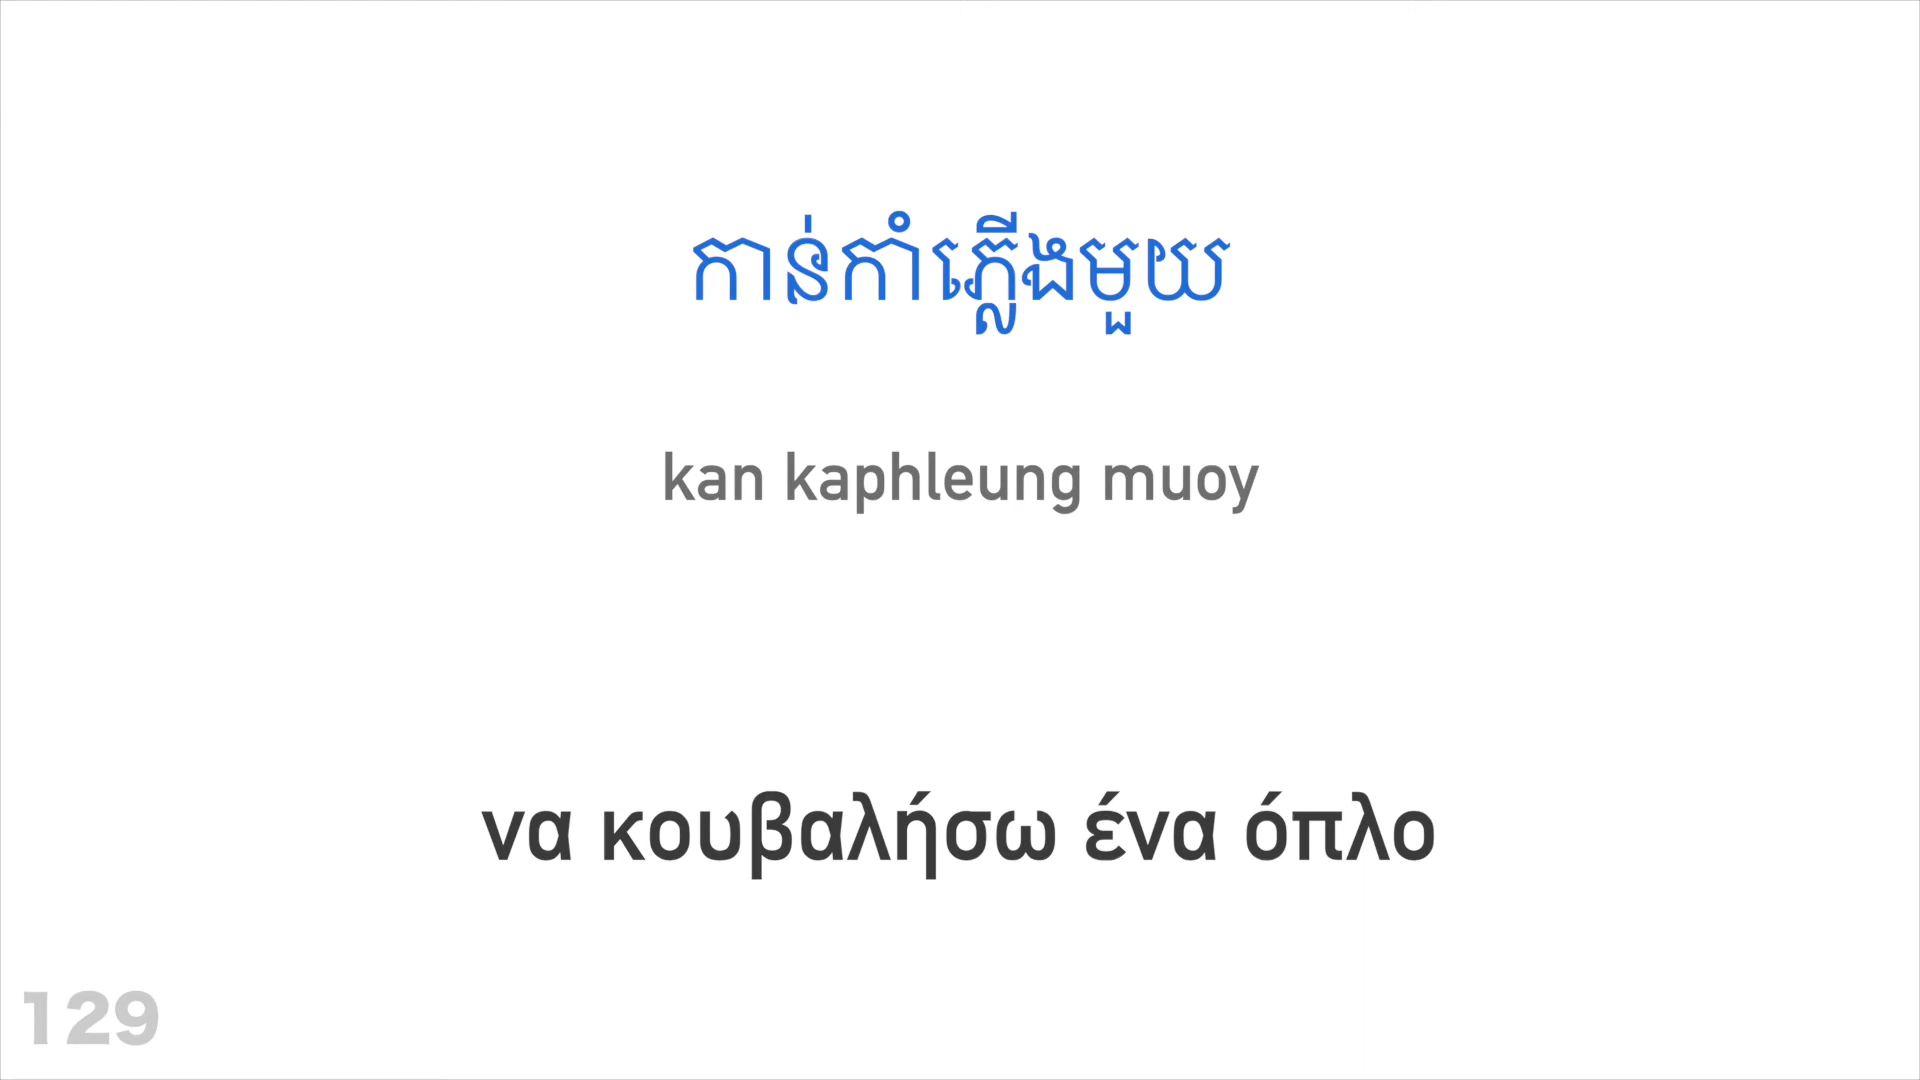 កាន់កាំភ្លើងមួយ
kan kaphleung muoy
να κουβαλήσω ένα όπλο
129